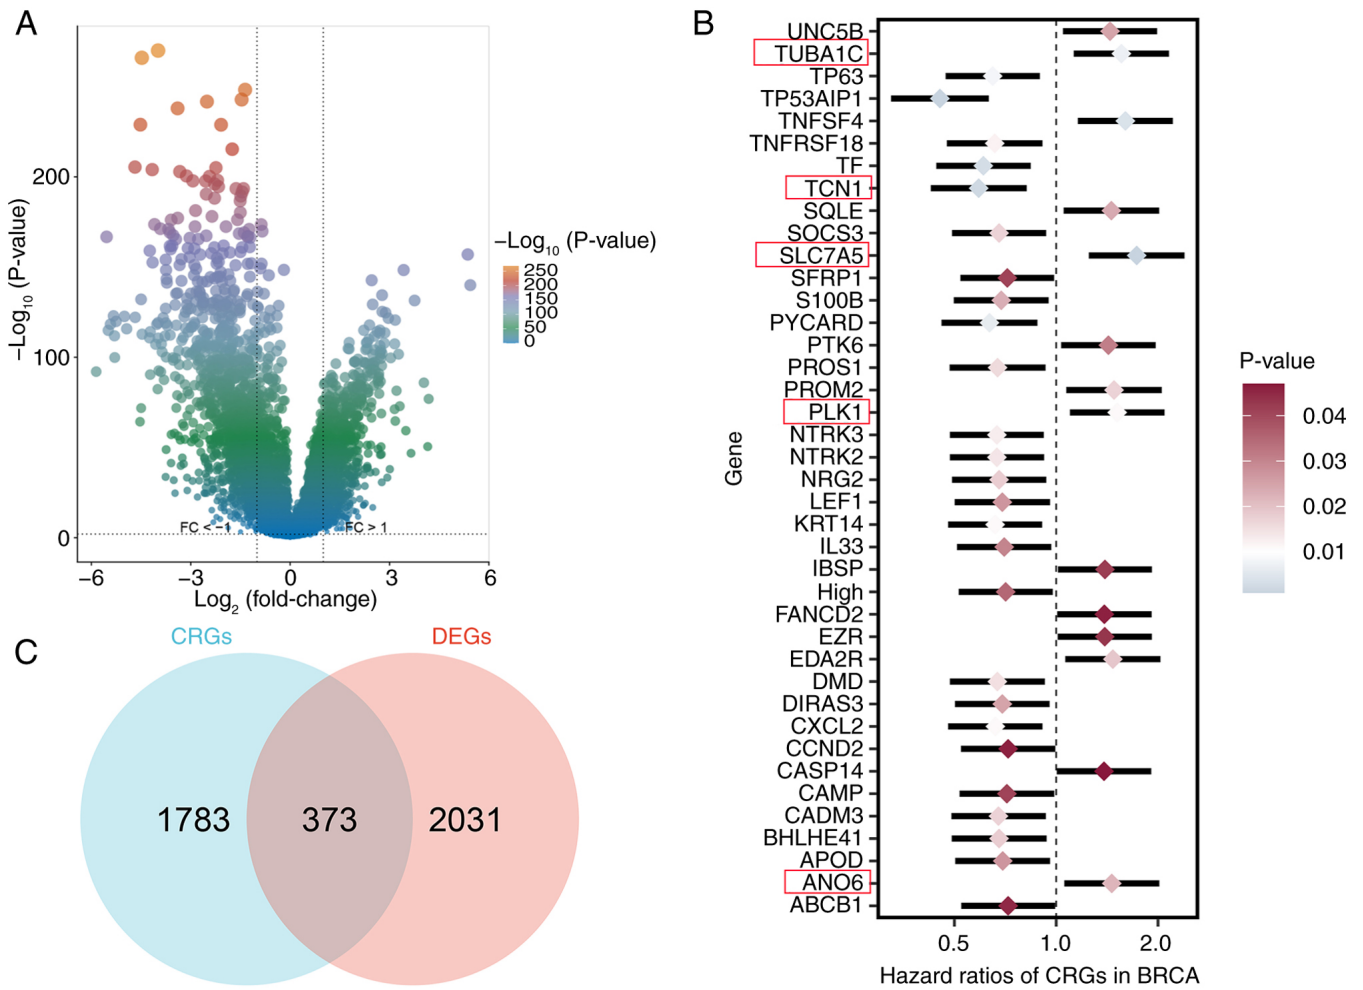 A
−Log₁₀ (P-value)
200
100
0
FC < −1
FC > 1
−6
−3
0
3
6
Log₂ (fold-change)
−Log₁₀ (P-value)
250
200
150
100
50
0
B
Gene
UNC5B
TUBA1C
TP63
TP53AIP1
TNFSF4
TNFRSF18
TF
TCN1
SQLE
SOCS3
SLC7A5
SFRP1
S100B
PYCARD
PTK6
PROS1
PROM2
PLK1
NTRK3
NTRK2
NRG2
LEF1
KRT14
IL33
IBSP
High
FANCD2
EZR
EDA2R
DMD
DIRAS3
CXCL2
CCND2
CASP14
CAMP
CADM3
BHLHE41
APOD
ANO6
ABCB1
0.5
1.0
2.0
Hazard ratios of CRGs in BRCA
P-value
0.04
0.03
0.02
0.01
C
CRGs
DEGs
1783
373
2031